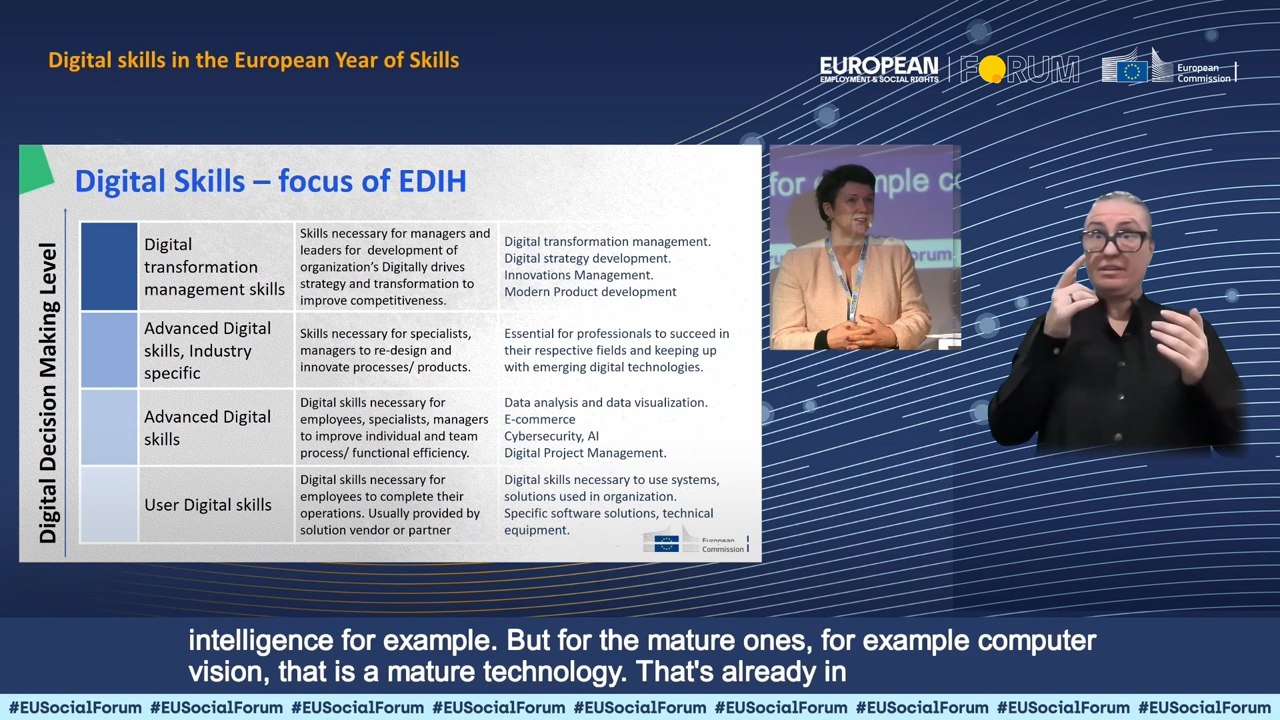 Digital skills in the European Year of Skills
EUROPEAN
EMPLOYMENT & SOCIAL RIGHTS
FORUM
European
Commission
Digital Skills – focus of EDIH
Digital Decision Making Level
Digital
transformation
management skills
Skills necessary for managers and
leaders for development of
organization's Digitally drives
strategy and transformation to
improve competitiveness.
Digital transformation management.
Digital strategy development.
Innovations Management.
Modern Product development
Advanced Digital
skills, Industry
specific
Skills necessary for specialists,
managers to re-design and
innovate processes/ products.
Essential for professionals to succeed in
their respective fields and keeping up
with emerging digital technologies.
Advanced Digital
skills
Digital skills necessary for
employees, specialists, managers
to improve individual and team
process/ functional efficiency.
Data analysis and data visualization.
E-commerce
Cybersecurity, AI
Digital Project Management.
User Digital skills
Digital skills necessary for
employees to complete their
operations. Usually provided by
solution vendor or partner
Digital skills necessary to use systems,
solutions used in organization.
Specific software solutions, technical
equipment.
European
Commission
for example
forum
intelligence for example. But for the mature ones, for example computer
vision, that is a mature technology. That's already in
#EUSocialForum #EUSocialForum #EUSocialForum #EUSocialForum #EUSocialForum #EUSocialForum #EUSocialForum #EUSocialForum #EUSocialForum